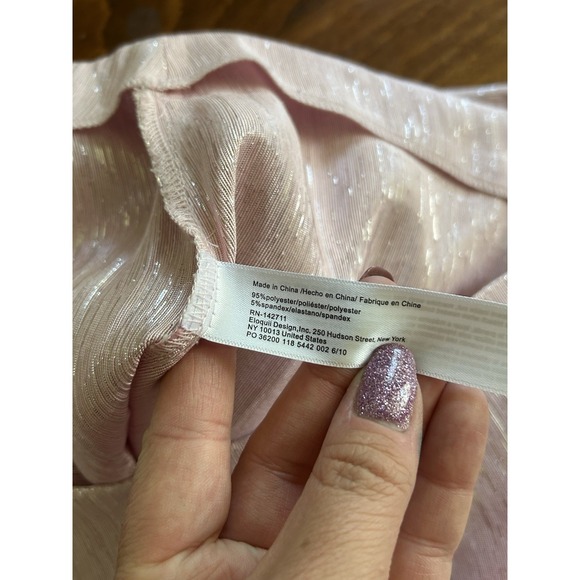 Made in China /Hecho en China/ Fabrique en Chine
95%polyester/poliéster/polyester
5%spandex/elastano/spandex
RN-142711
Eloquii Design,Inc. 250 Hudson Street, New York
NY 10013 United States
PO 36200 118 5442 002 6/10